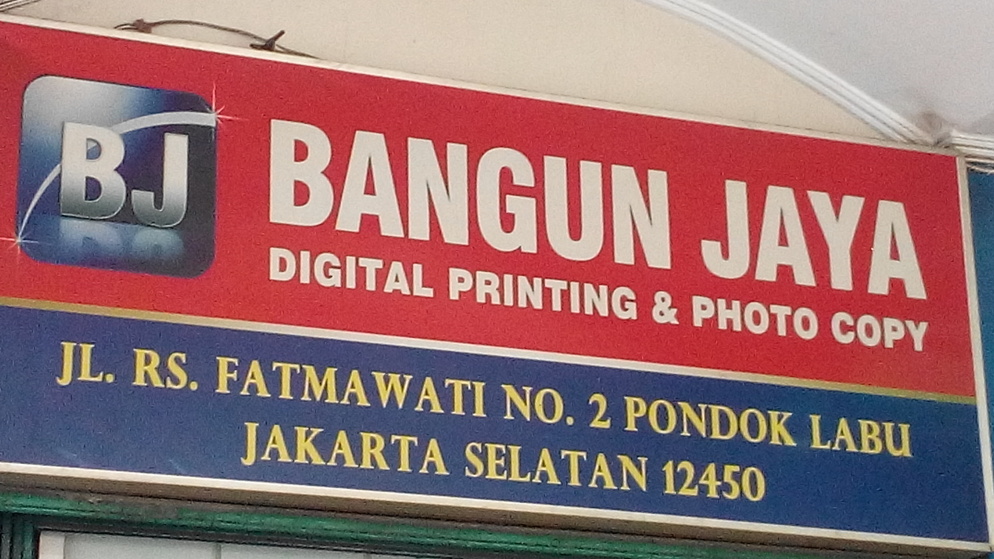 BJ
BANGUN JAYA
DIGITAL PRINTING & PHOTO COPY
JL. RS. FATMAWATI NO. 2 PONDOK LABU
JAKARTA SELATAN 12450